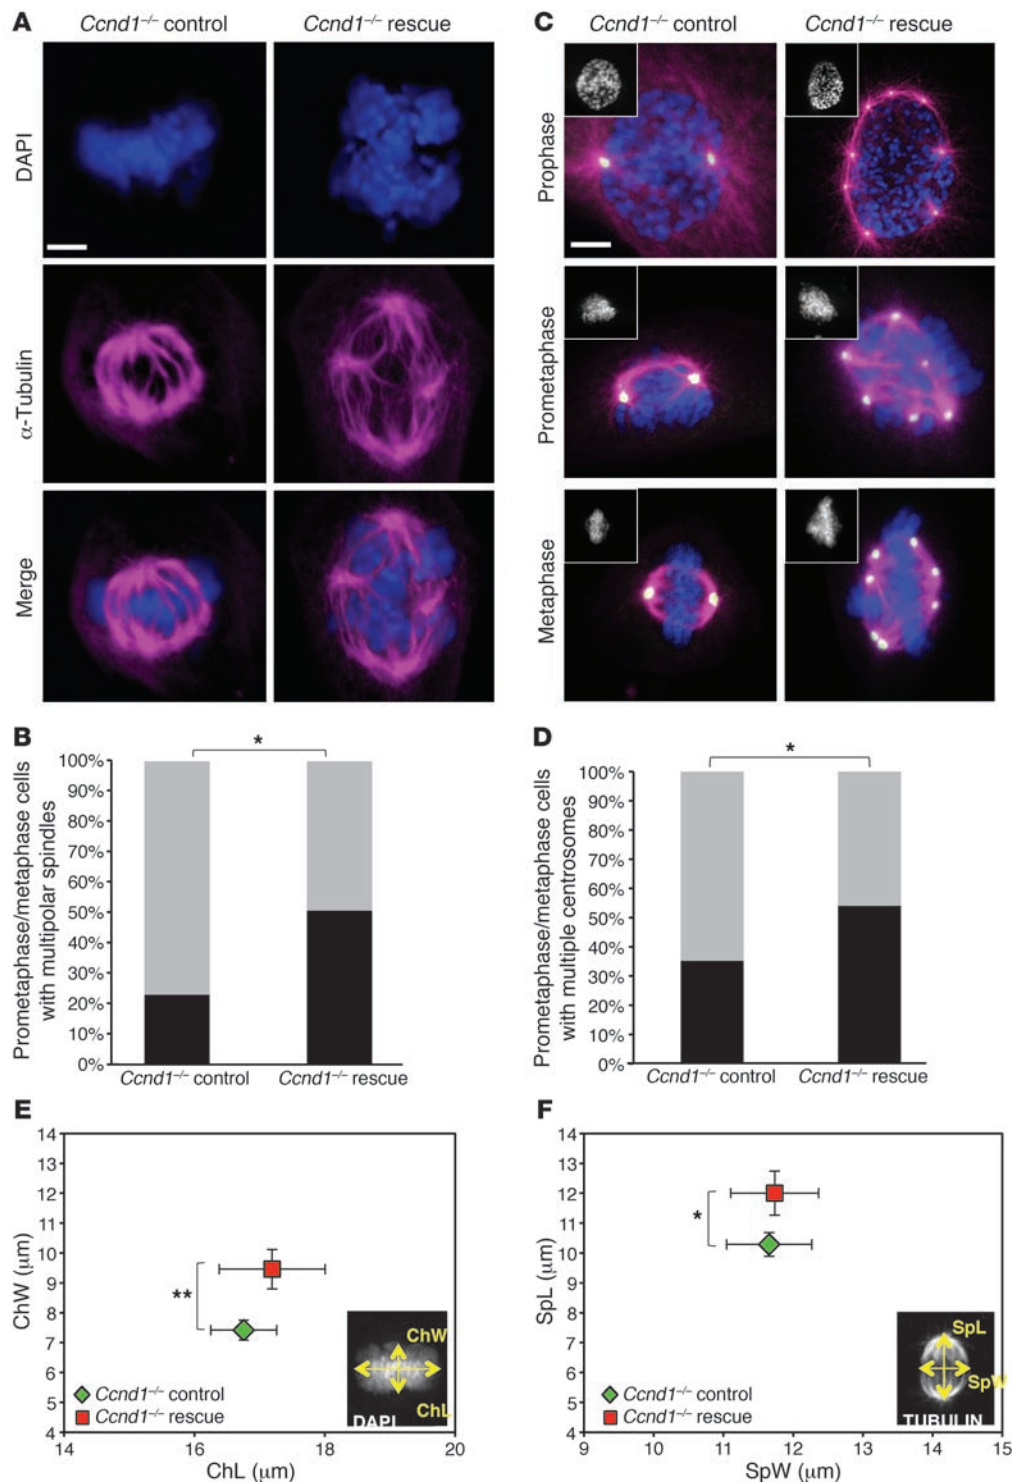 A
Ccnd1–/– control
Ccnd1–/– rescue
DAPI
α-Tubulin
Merge
C
Ccnd1–/– control
Ccnd1–/– rescue
Prophase
Prometaphase
Metaphase
B
*
Prometaphase/metaphase cells
with multipolar spindles
100%
90%
80%
70%
60%
50%
40%
30%
20%
10%
0%
Ccnd1–/– control
Ccnd1–/– rescue
D
*
Prometaphase/metaphase cells
with multiple centrosomes
100%
90%
80%
70%
60%
50%
40%
30%
20%
10%
0%
Ccnd1–/– control
Ccnd1–/– rescue
E
ChW (μm)
14
13
12
11
10
9
8
7
6
5
4
**
Ccnd1–/– control
Ccnd1–/– rescue
ChW
ChL
DAPI
14
16
18
20
ChL (μm)
F
SpL (μm)
14
13
12
11
10
9
8
7
6
5
4
*
Ccnd1–/– control
Ccnd1–/– rescue
SpL
SpW
TUBULIN
9
10
11
12
13
14
15
SpW (μm)